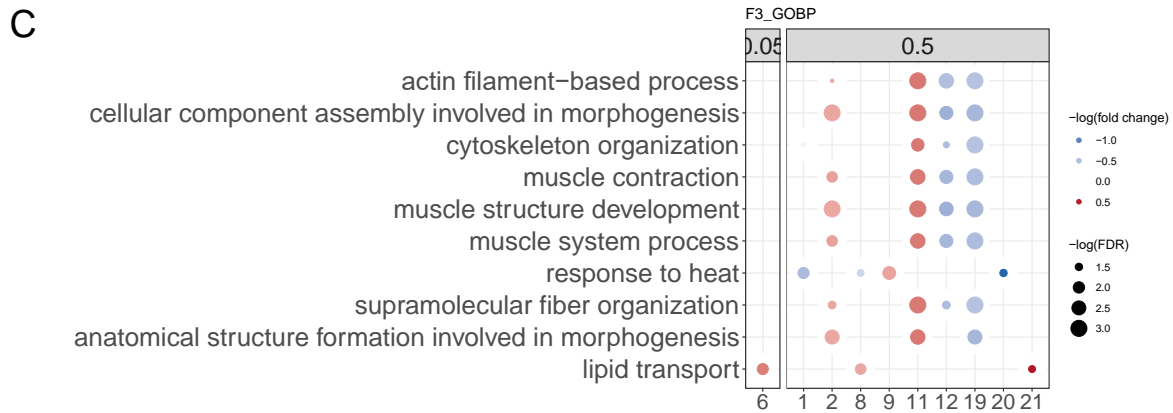 C
F3_GOBP
0.05 0.5
actin filament−based process
cellular component assembly involved in morphogenesis
cytoskeleton organization
muscle contraction
muscle structure development
muscle system process
response to heat
supramolecular fiber organization
anatomical structure formation involved in morphogenesis
lipid transport
6 1 2 8 9 11 12 19 20 21
−log(fold change)
−1.0
−0.5
0.0
0.5
−log(FDR)
1.5
2.0
2.5
3.0